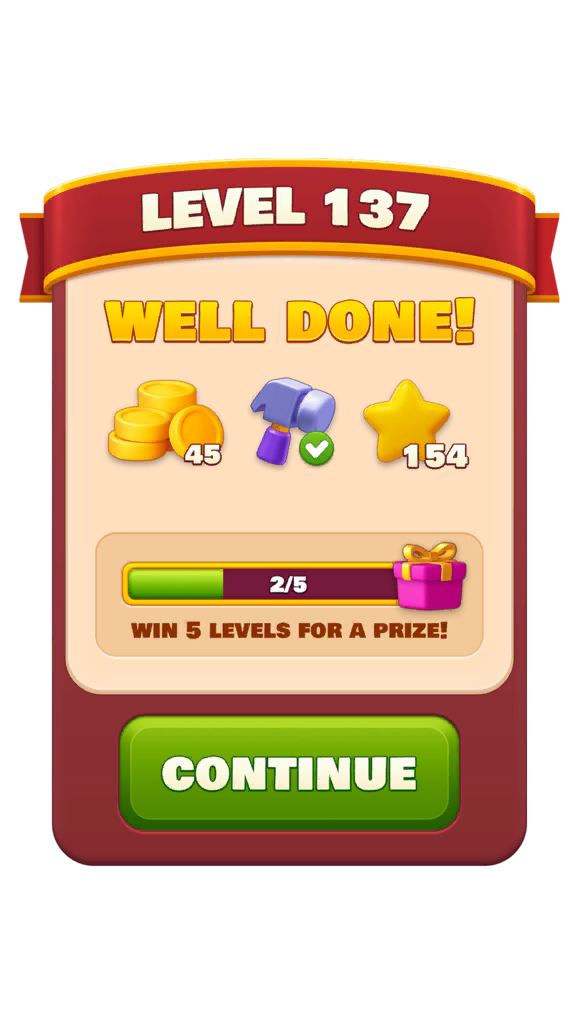 LEVEL 137
WELL DONE!
45
154
2/5
WIN 5 LEVELS FOR A PRIZE!
CONTINUE